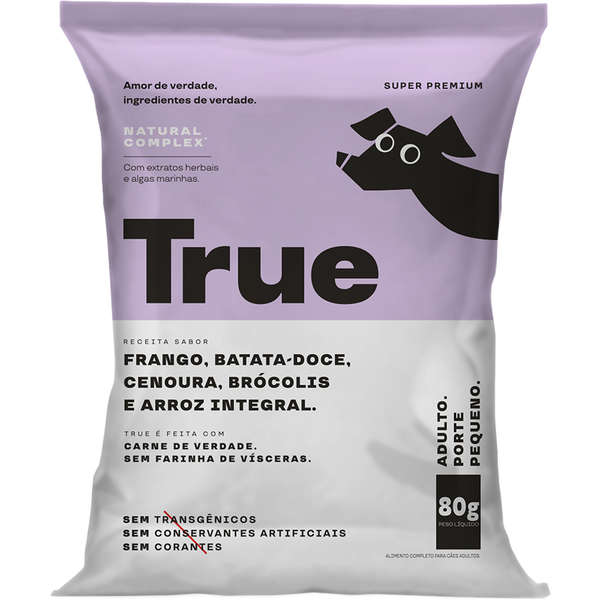 Amor de verdade,
ingredientes de verdade.
SUPER PREMIUM
NATURAL
COMPLEX*
Com extratos herbais
e algas marinhas.
True
RECEITA SABOR
FRANGO, BATATA-DOCE,
CENOURA, BRÓCOLIS
E ARROZ INTEGRAL.
TRUE É FEITA COM
CARNE DE VERDADE.
SEM FARINHA DE VÍSCERAS.
ADULTO.
PORTE
PEQUENO.
80g
PESO LÍQUIDO
SEM TRANSGÊNICOS
SEM CONSERVANTES ARTIFICIAIS
SEM CORANTES
ALIMENTO COMPLETO PARA CÃES ADULTOS.